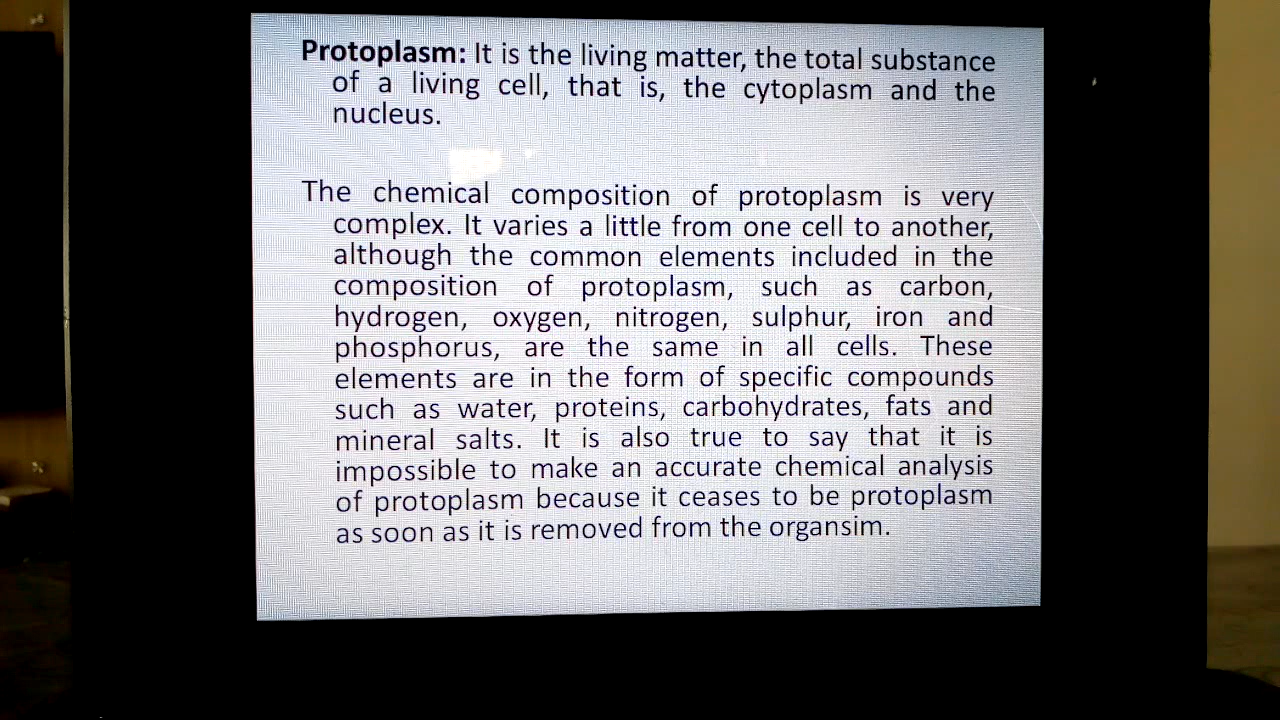 Protoplasm: It is the living matter, the total substance
of a living cell, that is, the cytoplasm and the
nucleus.
The chemical composition of protoplasm is very
complex. It varies a little from one cell to another,
although the common elements included in the
composition of protoplasm, such as carbon,
hydrogen, oxygen, nitrogen, sulphur, iron and
phosphorus, are the same in all cells. These
elements are in the form of specific compounds
such as water, proteins, carbohydrates, fats and
mineral salts. It is also true to say that it is
impossible to make an accurate chemical analysis
of protoplasm because it ceases to be protoplasm
as soon as it is removed from the organsim.